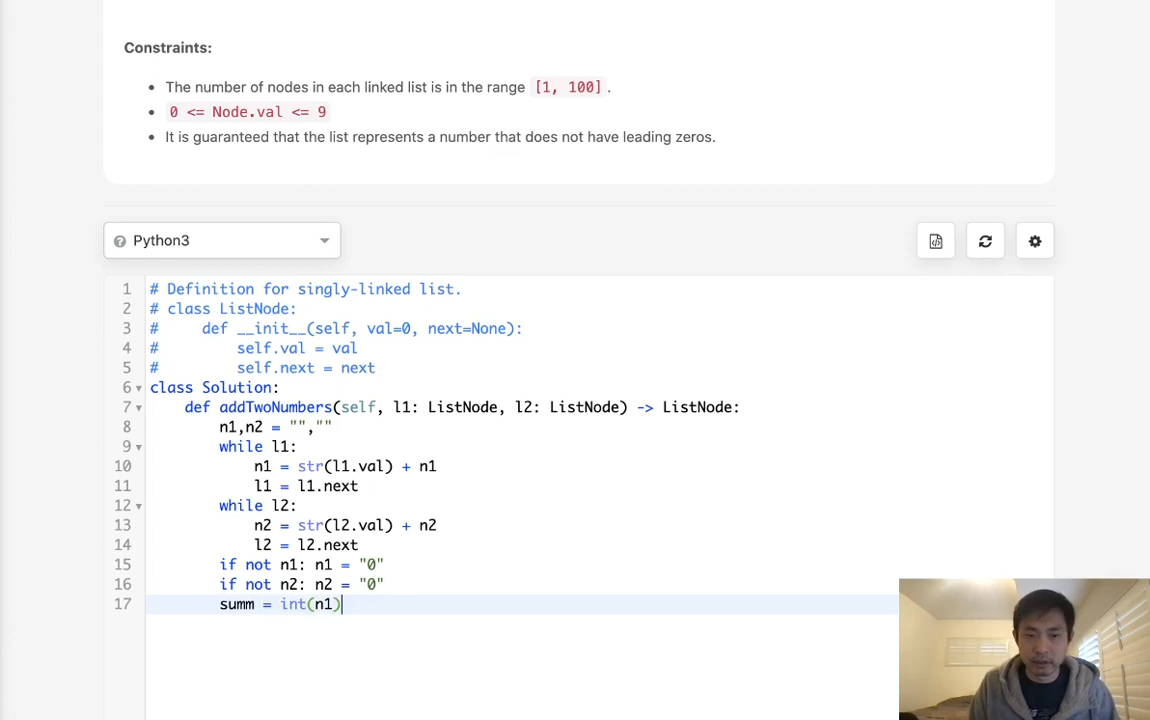 Constraints:
• The number of nodes in each linked list is in the range [1, 100] .
• 0 <= Node.val <= 9
• It is guaranteed that the list represents a number that does not have leading zeros.
Python3
1 # Definition for singly-linked list.
2 # class ListNode:
3 #     def __init__(self, val=0, next=None):
4 #         self.val = val
5 #         self.next = next
6 class Solution:
7     def addTwoNumbers(self, l1: ListNode, l2: ListNode) -> ListNode:
8         n1,n2 = "",""
9         while l1:
10             n1 = str(l1.val) + n1
11             l1 = l1.next
12         while l2:
13             n2 = str(l2.val) + n2
14             l2 = l2.next
15         if not n1: n1 = "0"
16         if not n2: n2 = "0"
17         summ = int(n1)